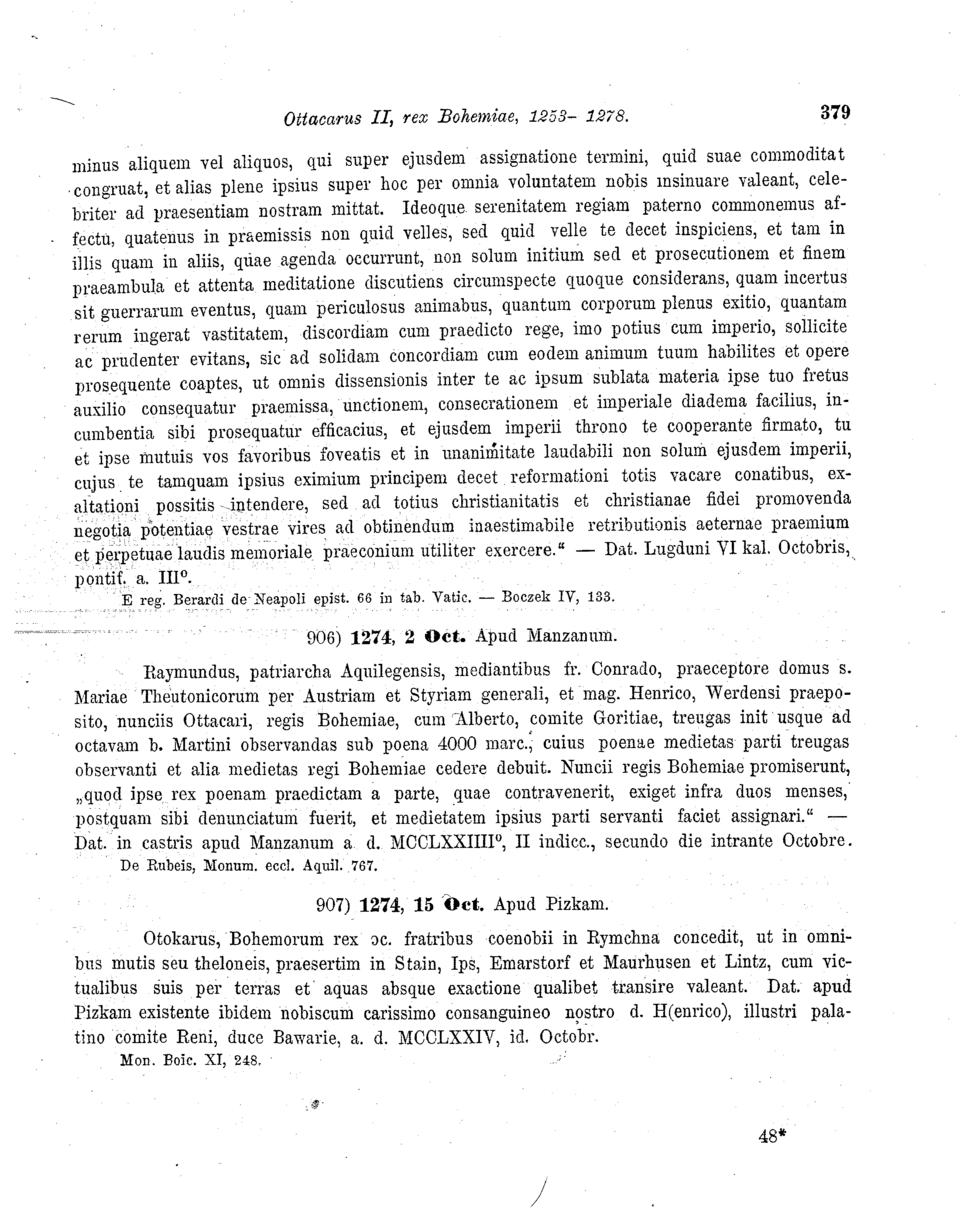 Ottacarus II, rex Bohemiae, 1253- 1278. 379
minus aliquem vel aliquos, qui super ejusdem assignatione termini, quid suae commoditat
congruat, et alias plene ipsius super hoc per omnia voluntatem nobis insinuare valeant, cele-
briter ad praesentiam nostram mittat. Ideoque serenitatem regiam paterno commonemus af-
fectu, quatenus in praemissis non quid velles, sed quid velle te decet inspiciens, et tam in
illis quam in aliis, quae agenda occurrunt, non solum initium sed et prosecutionem et finem
praeambula et attenta meditatione discutiens circumspecte quoque considerans, quam incertus
sit guerrarum eventus, quam periculosus animabus, quantum corporum plenus exitio, quantam
rerum ingerat vastitatem, discordiam cum praedicto rege, imo potius cum imperio, sollicite
ac prudenter evitans, sic ad solidam concordiam cum eodem animum tuum habilites et opere
prosequente coaptes, ut omnis dissensionis inter te ac ipsum sublata materia ipse tuo fretus
auxilio consequatur praemissa, unctionem, consecrationem et imperiale diadema facilius, in-
cumbentia sibi prosequatur efficacius, et ejusdem imperii throno te cooperante firmato, tu
et ipse mutuis vos favoribus foveatis et in unanimitate laudabili non solum ejusdem imperii,
cujus te tamquam ipsius eximium principem decet reformationi totis vacare conatibus, ex-
altationi possitis intendere, sed ad totius christianitatis et christianae fidei promovenda
negotia potentiae vestrae vires ad obtinendum inaestimabile retributionis aeternae praemium
et perpetuae laudis memoriale praeconium utiliter exercere.“ — Dat. Lugduni VI kal. Octobris,
pontif. a. IIIº.
E reg. Berardi de Neapoli epist. 66 in tab. Vatic. — Boczek IV, 133.
906) 1274, 2 Oct. Apud Manzanum.
Raymundus, patriarcha Aquilegensis, mediantibus fr. Conrado, praeceptore domus s.
Mariae Theutonicorum per Austriam et Styriam generali, et mag. Henrico, Werdensi praepo-
sito, nunciis Ottacari, regis Bohemiae, cum Alberto, comite Goritiae, treugas init usque ad
octavam b. Martini observandas sub poena 4000 marc., cuius poenae medietas parti treugas
observanti et alia medietas regi Bohemiae cedere debuit. Nuncii regis Bohemiae promiserunt,
„quod ipse rex poenam praedictam a parte, quae contravenerit, exiget infra duos menses,
postquam sibi denunciatum fuerit, et medietatem ipsius parti servanti faciet assignari.“ —
Dat. in castris apud Manzanum a d. MCCLXXIIIIº, II indicc., secundo die intrante Octobre.
De Rubeis, Monum. eccl. Aquil. 767.
907) 1274, 15 Oct. Apud Pizkam.
Otokarus, Bohemorum rex ɔc. fratribus coenobii in Rymchna concedit, ut in omni-
bus mutis seu theloneis, praesertim in Stain, Ips, Emarstorf et Maurhusen et Lintz, cum vic-
tualibus suis per terras et aquas absque exactione qualibet transire valeant. Dat. apud
Pizkam existente ibidem nobiscum carissimo consanguineo nostro d. H(enrico), illustri pala-
tino comite Reni, duce Bawarie, a. d. MCCLXXIV, id. Octobr.
Mon. Boic. XI, 248.
48*